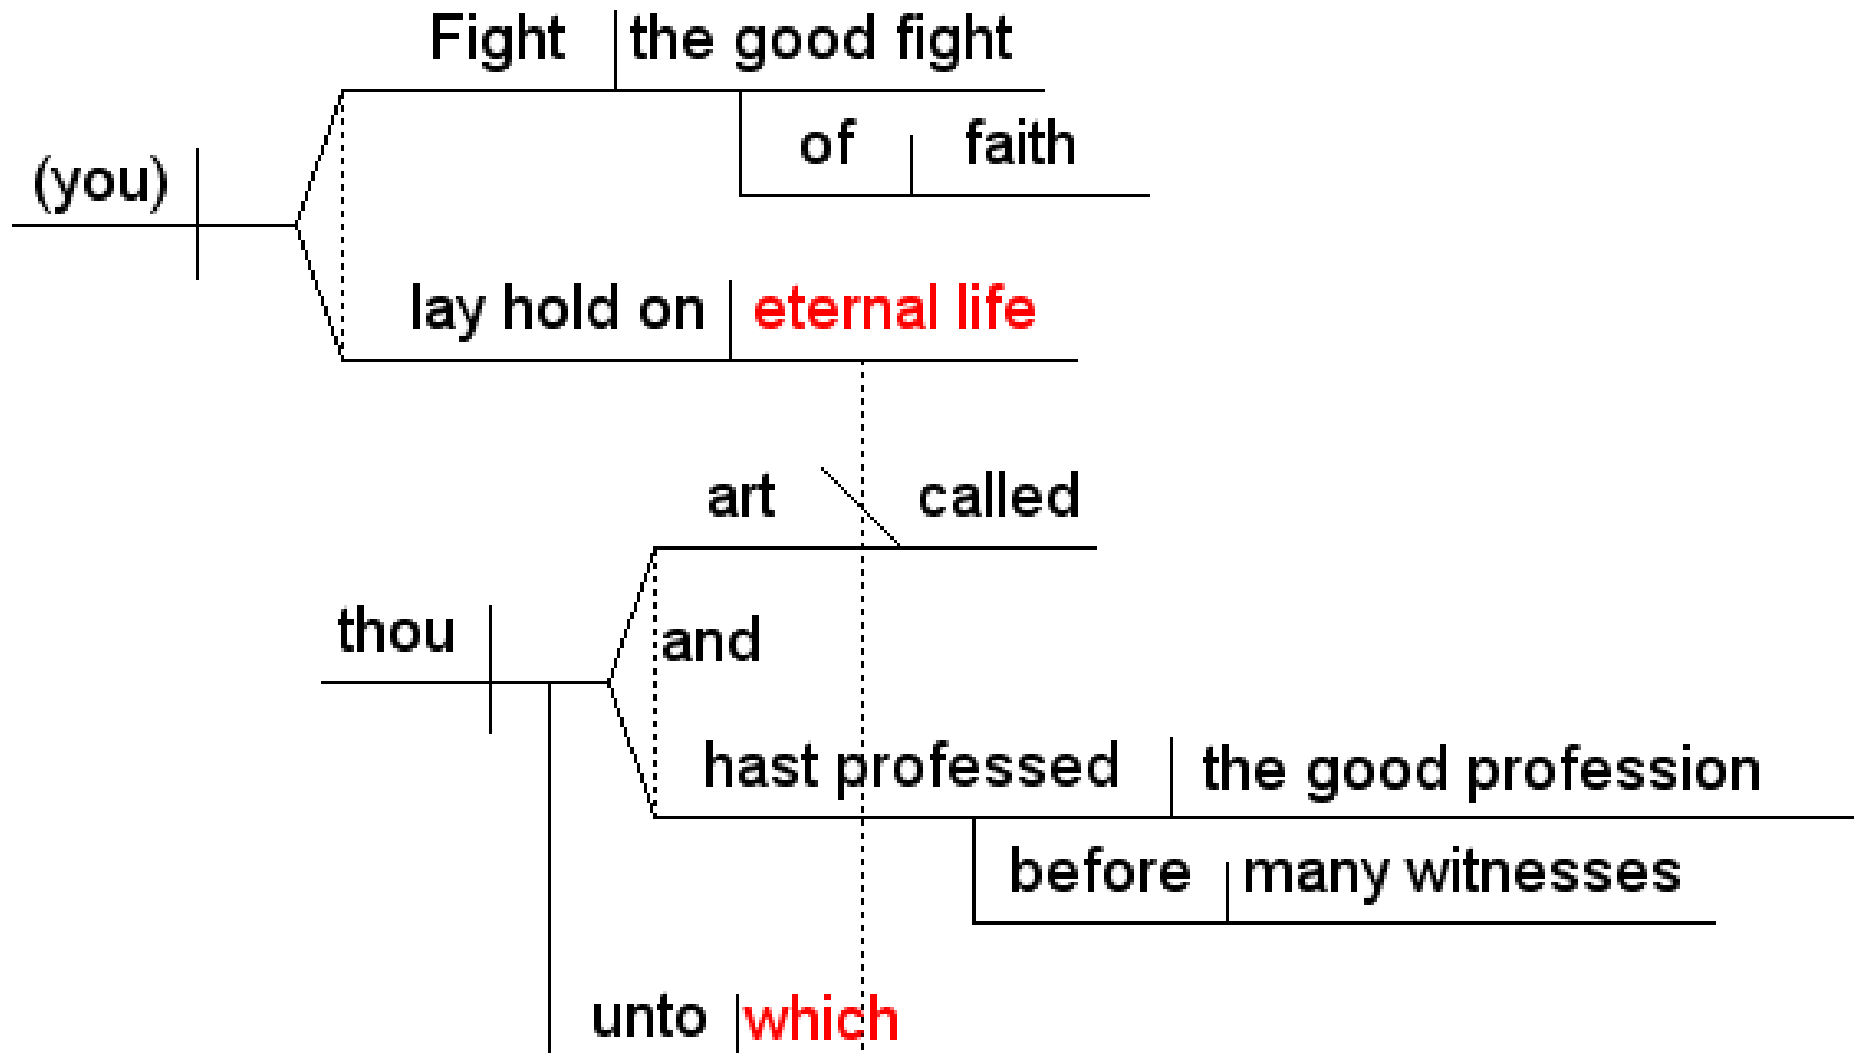 Fight the good fight
of faith
(you)
lay hold on eternal life
art called
thou
and
hast professed the good profession
before many witnesses
unto which